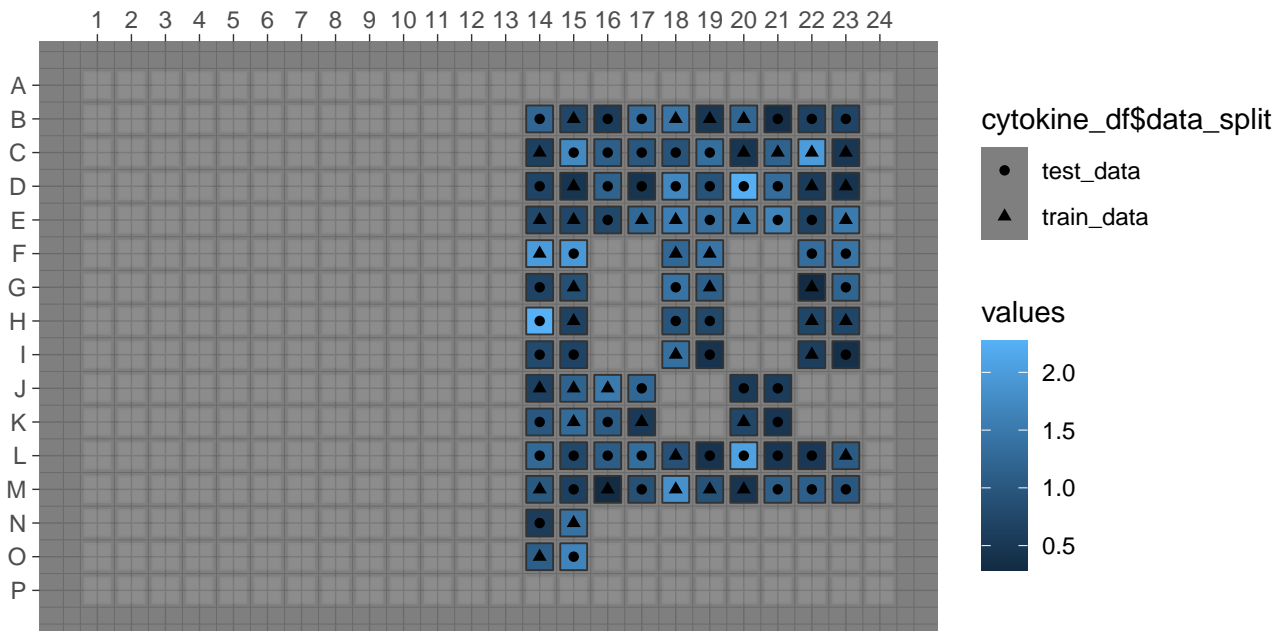 1 2 3 4 5 6 7 8 9 10 11 12 13 14 15 16 17 18 19 20 21 22 23 24
A
B
C
D
E
F
G
H
I
J
K
L
M
N
O
P
cytokine_df$data_split
test_data
train_data
values
2.0
1.5
1.0
0.5